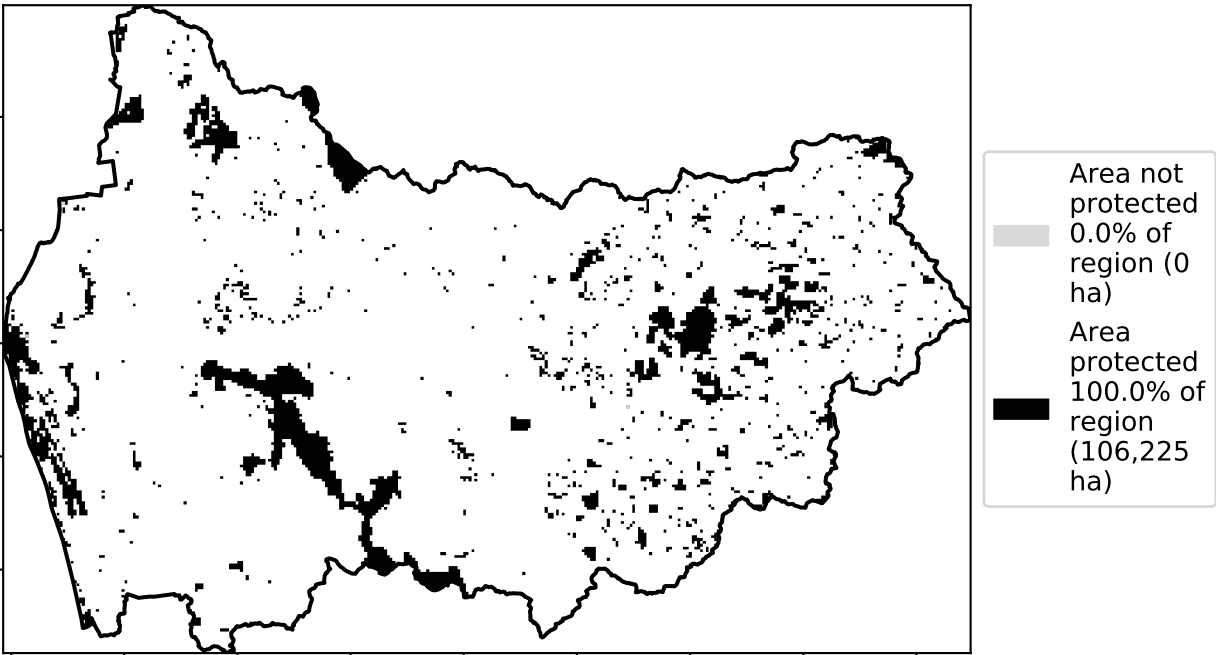 Area not
protected
0.0% of
region (0
ha)
Area
protected
100.0% of
region
(106,225
ha)